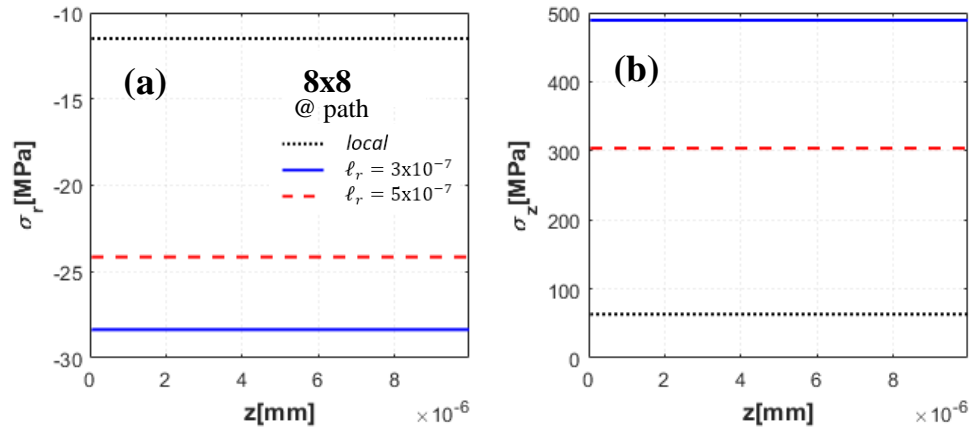 (a)
8x8
@ path
local
ℓr = 3x10⁻⁷
ℓr = 5x10⁻⁷
-10
-15
-20
-25
-30
σr[MPa]
0 2 4 6 8
× 10⁻⁶
z[mm]
(b)
500
400
300
200
100
0
σz[MPa]
0 2 4 6 8
× 10⁻⁶
z[mm]